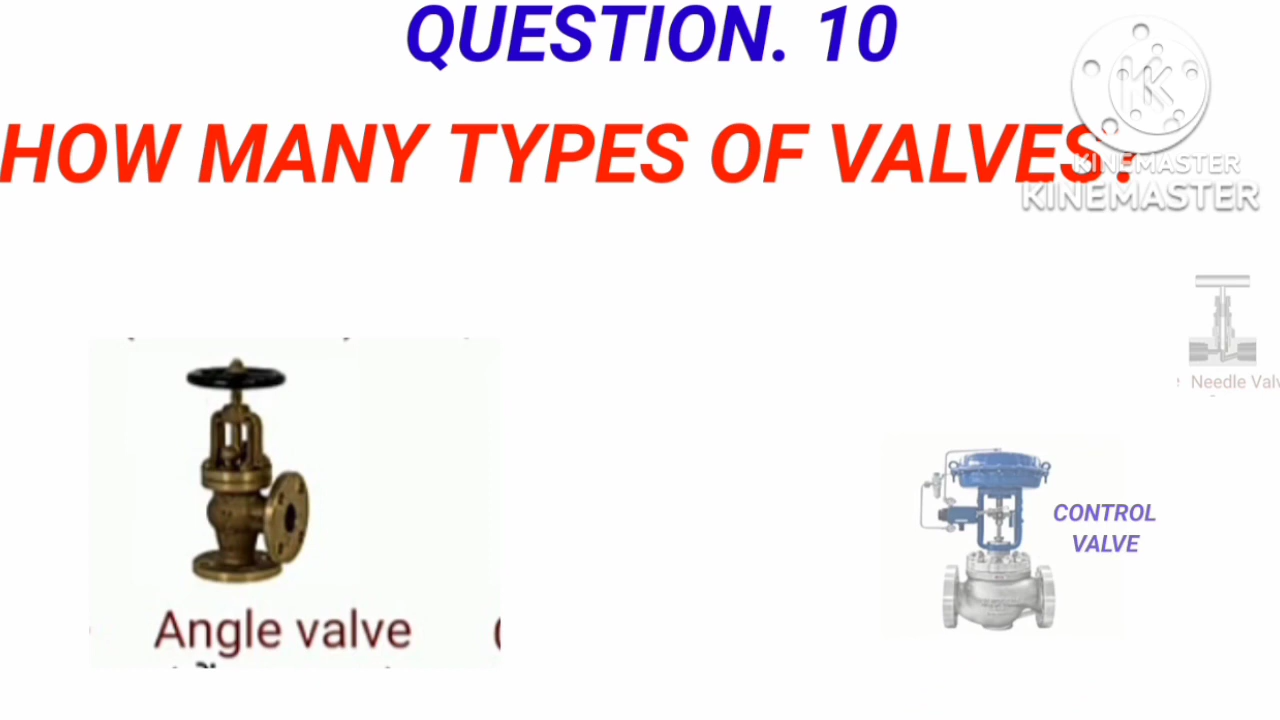 QUESTION. 10
HOW MANY TYPES OF VALVES?
KINEMASTER
KINEMASTER
Needle Valv
CONTROL
VALVE
Angle valve